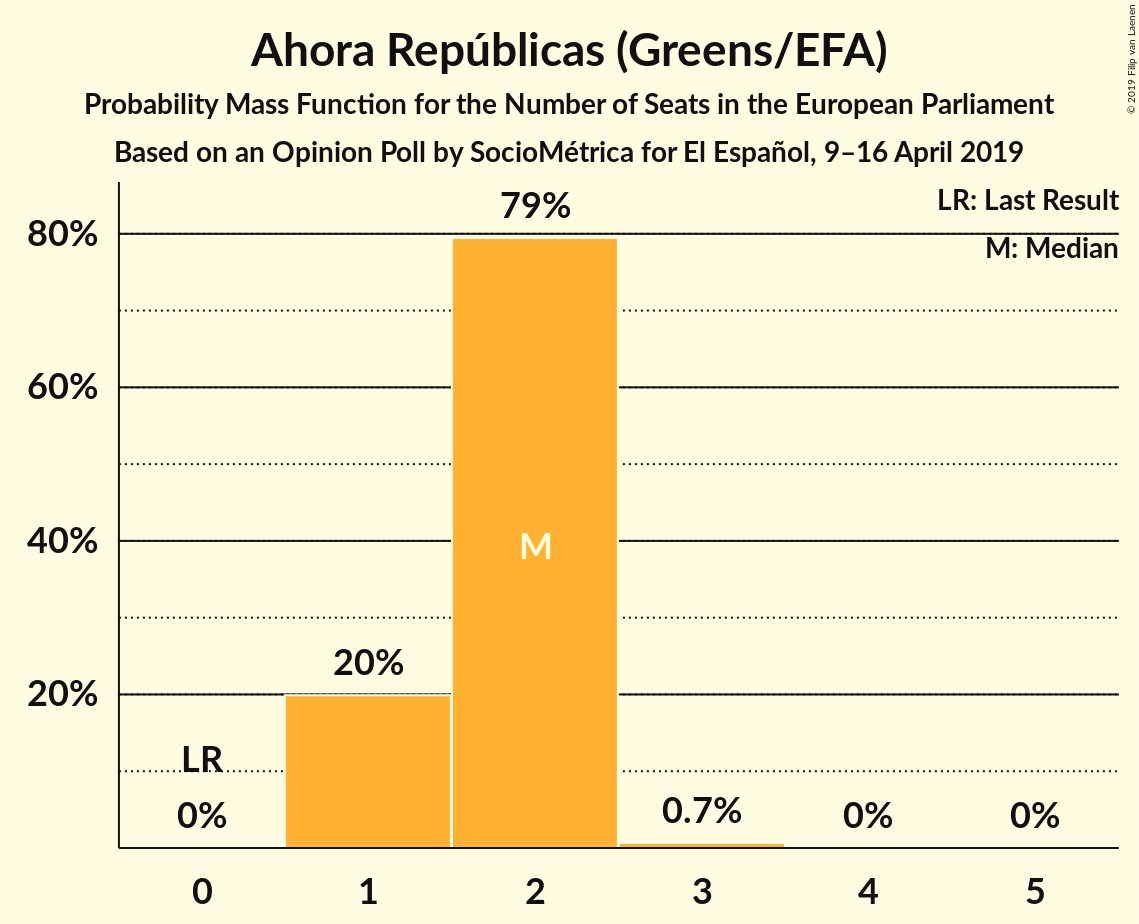 Ahora Repúblicas (Greens/EFA)
Probability Mass Function for the Number of Seats in the European Parliament
Based on an Opinion Poll by SocioMétrica for El Español, 9–16 April 2019
© 2019 Filip van Laenen
LR: Last Result
M: Median
80%
60%
40%
20%
79%
M
20%
LR
0%
0.7%
0%
0%
0 1 2 3 4 5